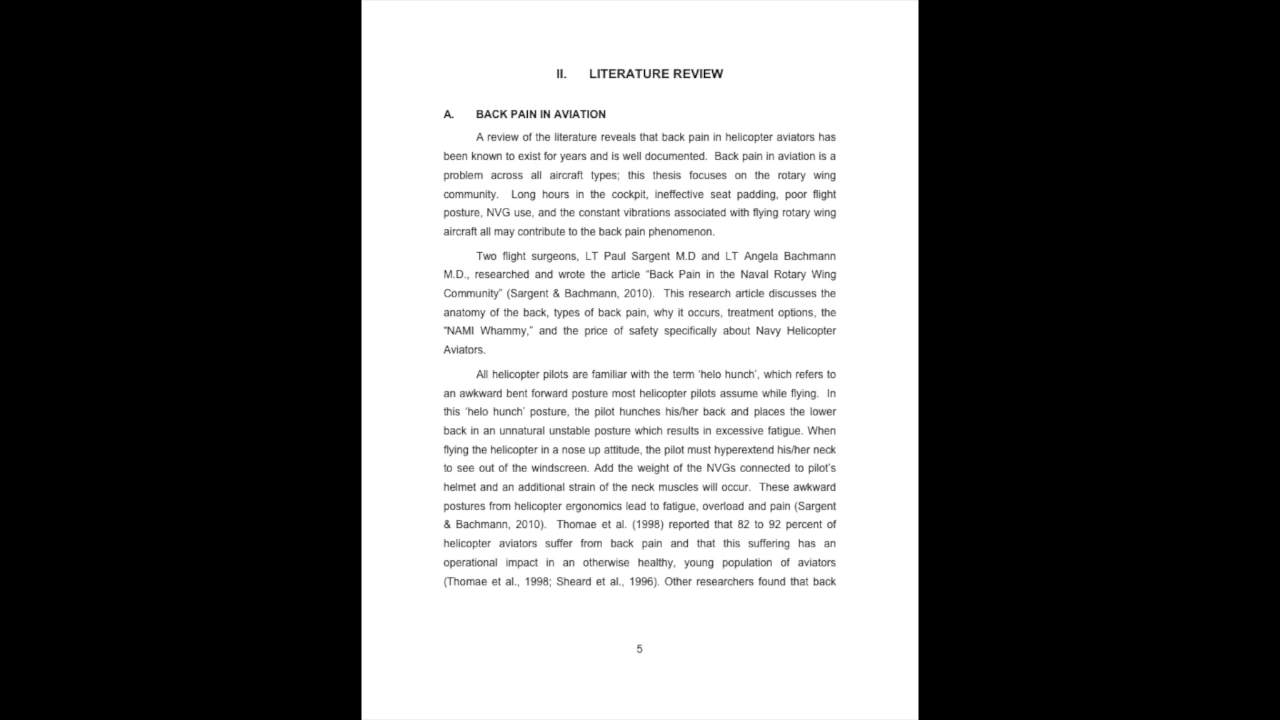 II. LITERATURE REVIEW
A. BACK PAIN IN AVIATION
A review of the literature reveals that back pain in helicopter aviators has
been known to exist for years and is well documented. Back pain in aviation is a
problem across all aircraft types; this thesis focuses on the rotary wing
community. Long hours in the cockpit, ineffective seat padding, poor flight
posture, NVG use, and the constant vibrations associated with flying rotary wing
aircraft all may contribute to the back pain phenomenon.
Two flight surgeons, LT Paul Sargent M.D and LT Angela Bachmann
M.D., researched and wrote the article “Back Pain in the Naval Rotary Wing
Community” (Sargent & Bachmann, 2010). This research article discusses the
anatomy of the back, types of back pain, why it occurs, treatment options, the
“NAMI Whammy,” and the price of safety specifically about Navy Helicopter
Aviators.
All helicopter pilots are familiar with the term ‘helo hunch’, which refers to
an awkward bent forward posture most helicopter pilots assume while flying. In
this ‘helo hunch’ posture, the pilot hunches his/her back and places the lower
back in an unnatural unstable posture which results in excessive fatigue. When
flying the helicopter in a nose up attitude, the pilot must hyperextend his/her neck
to see out of the windscreen. Add the weight of the NVGs connected to pilot’s
helmet and an additional strain of the neck muscles will occur. These awkward
postures from helicopter ergonomics lead to fatigue, overload and pain (Sargent
& Bachmann, 2010). Thomae et al. (1998) reported that 82 to 92 percent of
helicopter aviators suffer from back pain and that this suffering has an
operational impact in an otherwise healthy, young population of aviators
(Thomae et al., 1998; Sheard et al., 1996). Other researchers found that back
5